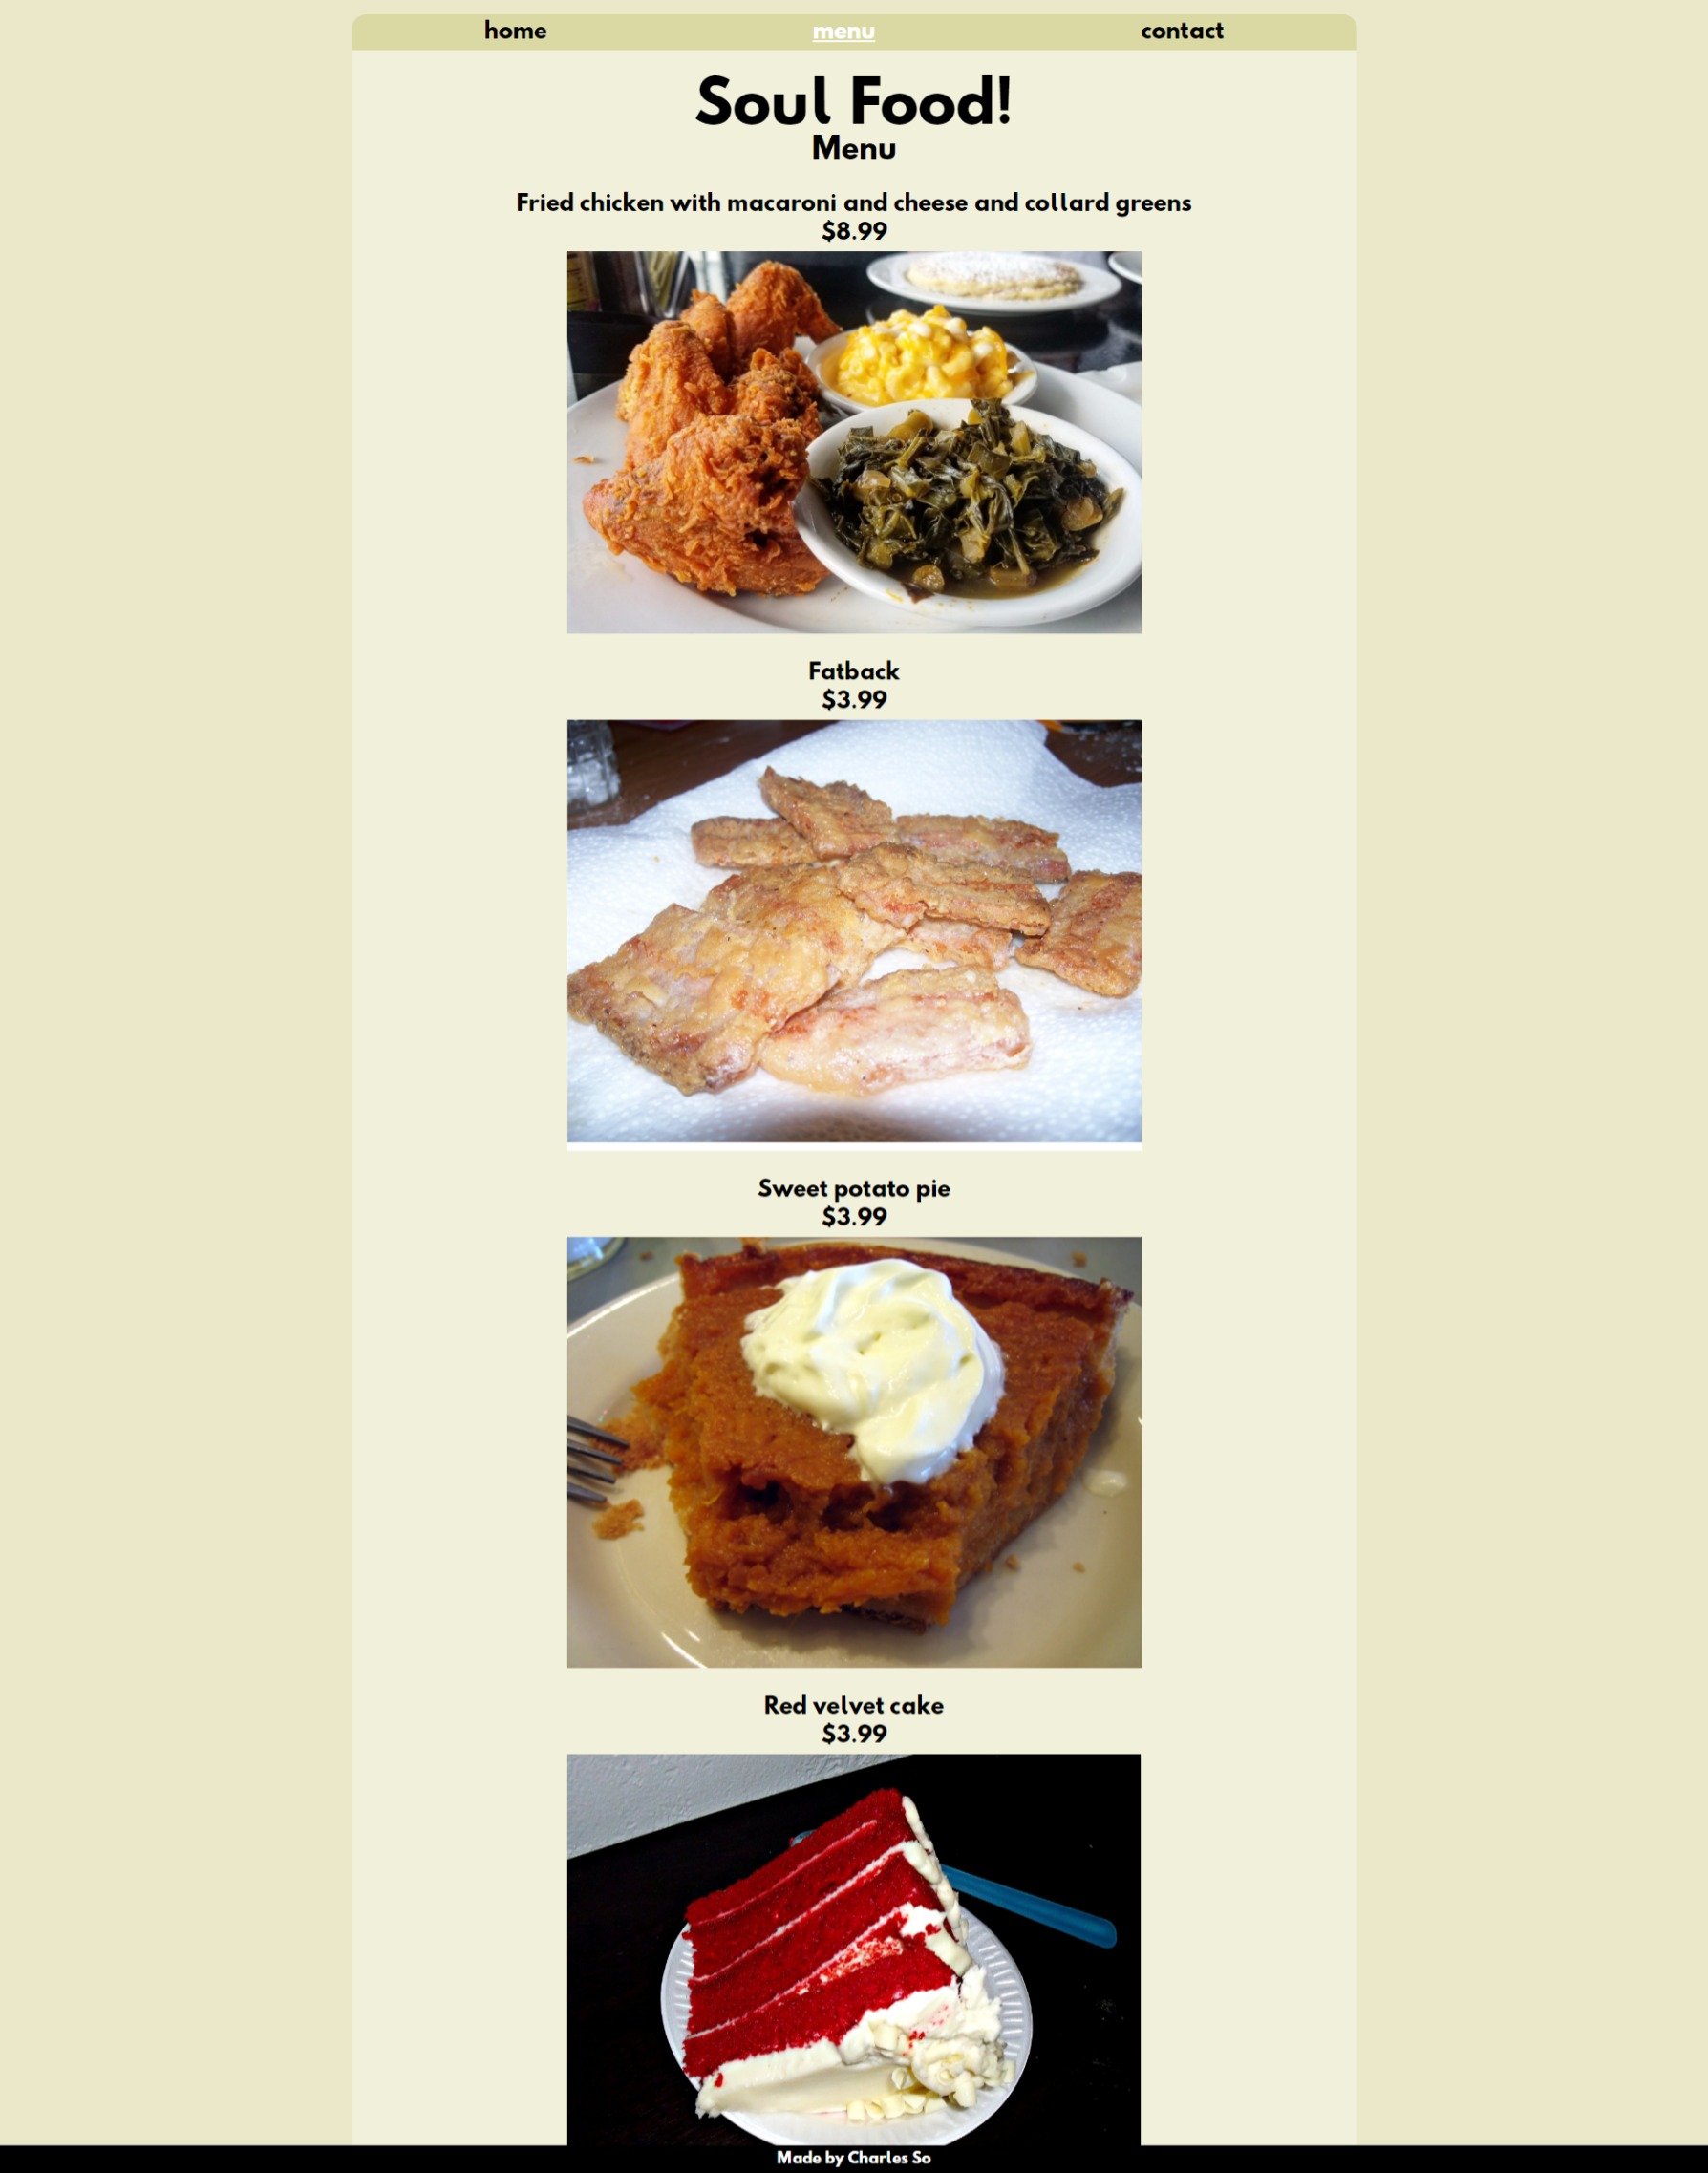 home menu contact
Soul Food!
Menu
Fried chicken with macaroni and cheese and collard greens
$8.99
Fatback
$3.99
Sweet potato pie
$3.99
Red velvet cake
$3.99
Made by Charles So